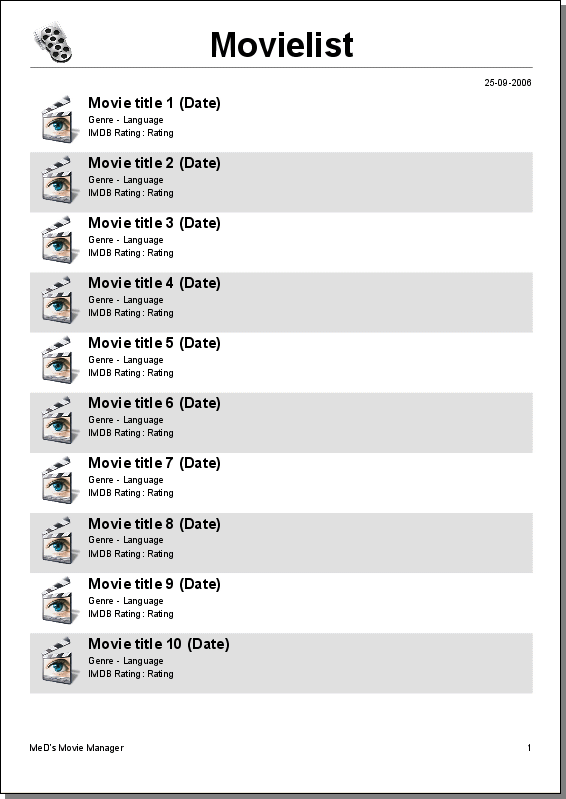 Movielist
25-09-2006
Movie title 1 (Date)
Genre - Language
IMDB Rating : Rating
Movie title 2 (Date)
Genre - Language
IMDB Rating : Rating
Movie title 3 (Date)
Genre - Language
IMDB Rating : Rating
Movie title 4 (Date)
Genre - Language
IMDB Rating : Rating
Movie title 5 (Date)
Genre - Language
IMDB Rating : Rating
Movie title 6 (Date)
Genre - Language
IMDB Rating : Rating
Movie title 7 (Date)
Genre - Language
IMDB Rating : Rating
Movie title 8 (Date)
Genre - Language
IMDB Rating : Rating
Movie title 9 (Date)
Genre - Language
IMDB Rating : Rating
Movie title 10 (Date)
Genre - Language
IMDB Rating : Rating
MeD's Movie Manager 1